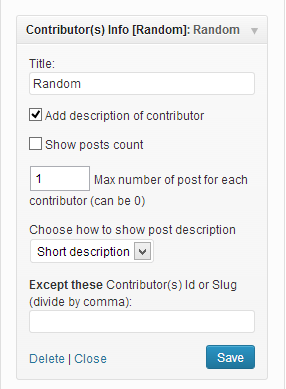 Contributor(s) Info [Random]: Random
Title:
Random
Add description of contributor
Show posts count
1 Max number of post for each
contributor (can be 0)
Choose how to show post description
Short description
Except these Contributor(s) Id or Slug
(divide by comma):
Delete | Close Save